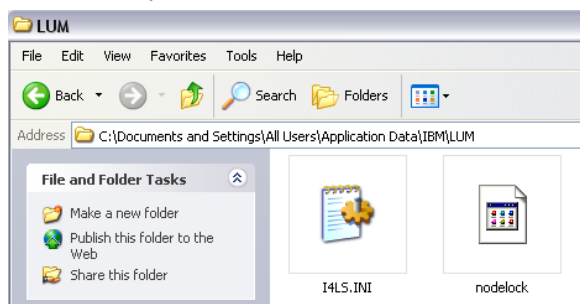 LUM
File Edit View Favorites Tools Help
Back Search Folders
Address C:\Documents and Settings\All Users\Application Data\IBM\LUM
File and Folder Tasks
Make a new folder
Publish this folder to the
Web
Share this folder
I4LS.INI nodelock